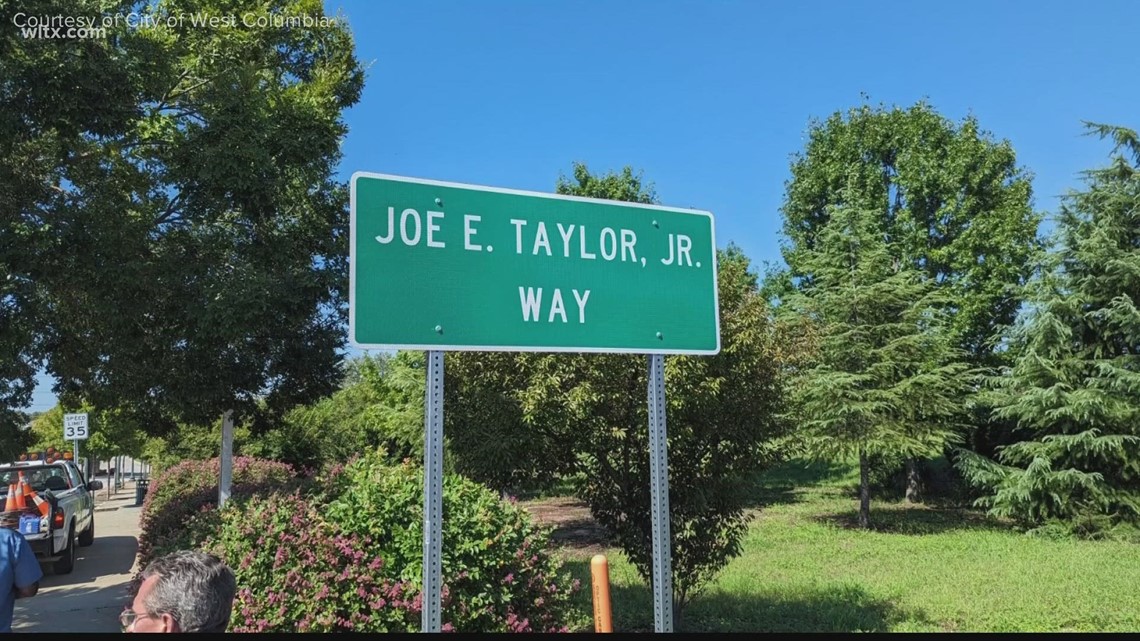 Courtesy of City of West Columbia
wltx.com
JOE E. TAYLOR, JR.
WAY
SPEED
LIMIT
35